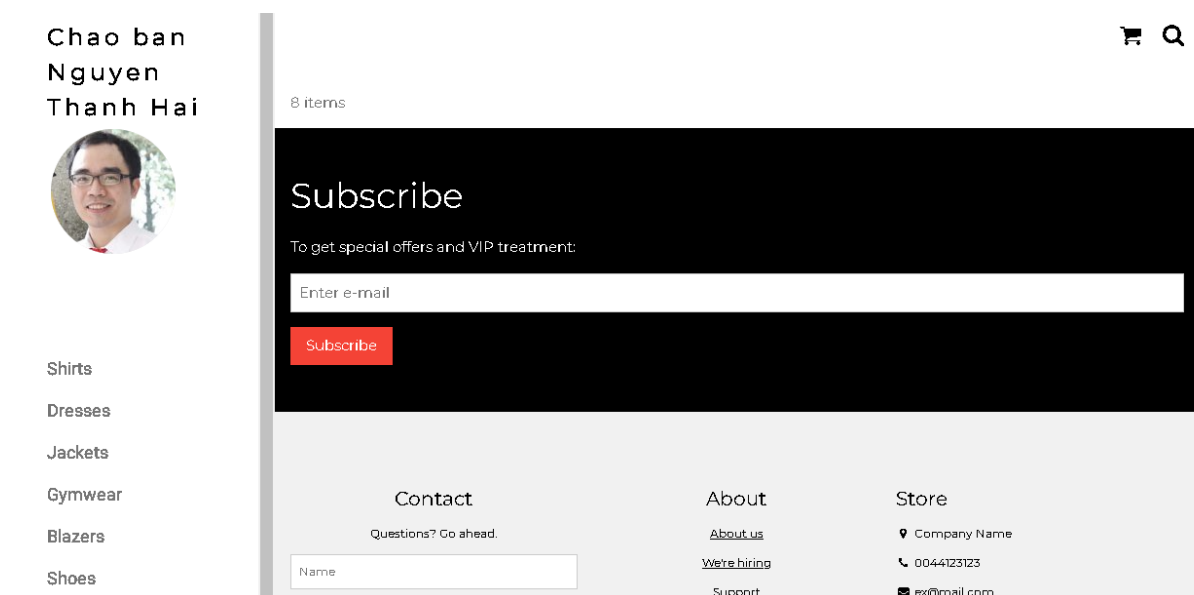 Chao ban
Nguyen
Thanh Hai
Shirts
Dresses
Jackets
Gymwear
Blazers
Shoes
8 items
Subscribe
To get special offers and VIP treatment:
Enter e-mail
Subscribe
Contact
Questions? Go ahead.
Name
About
About us
We're hiring
Support
Store
Company Name
0044123123
ex@mail.com